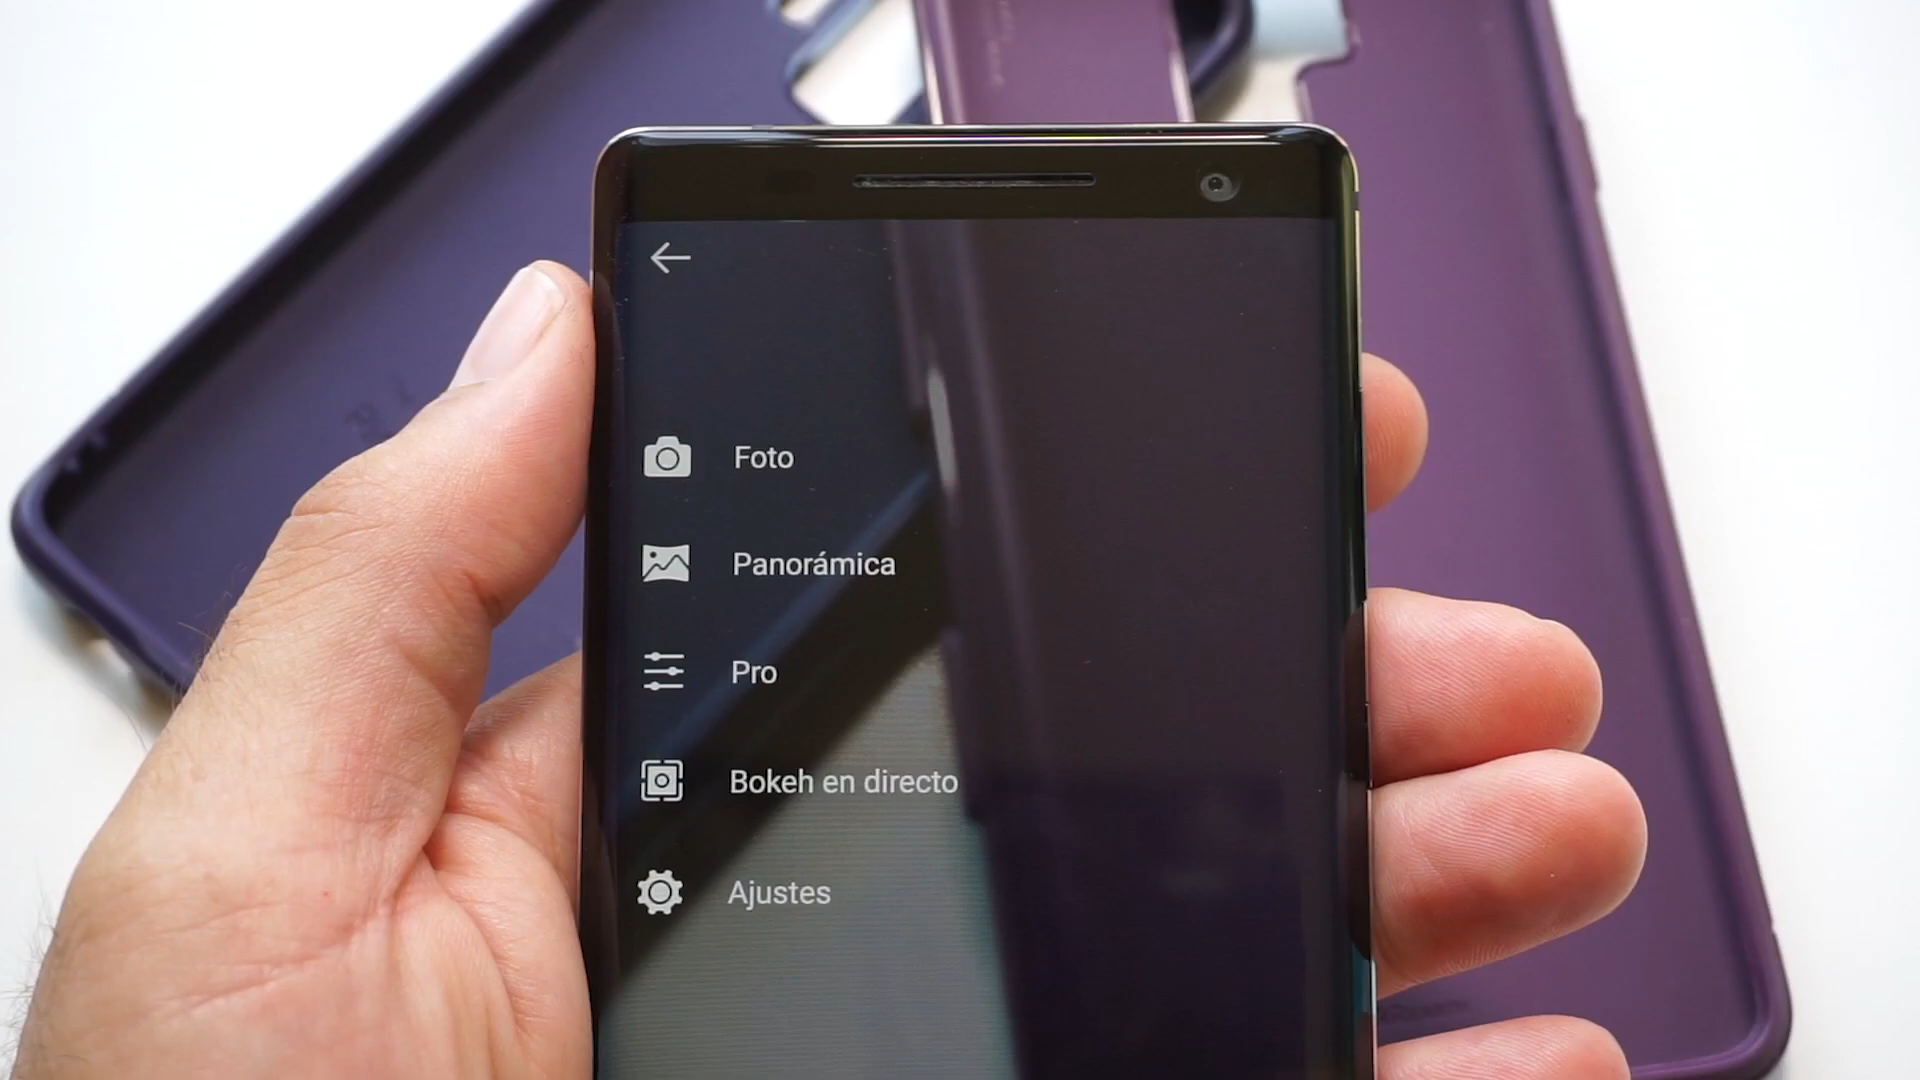 Foto
Panorámica
Pro
Bokeh en directo
Ajustes